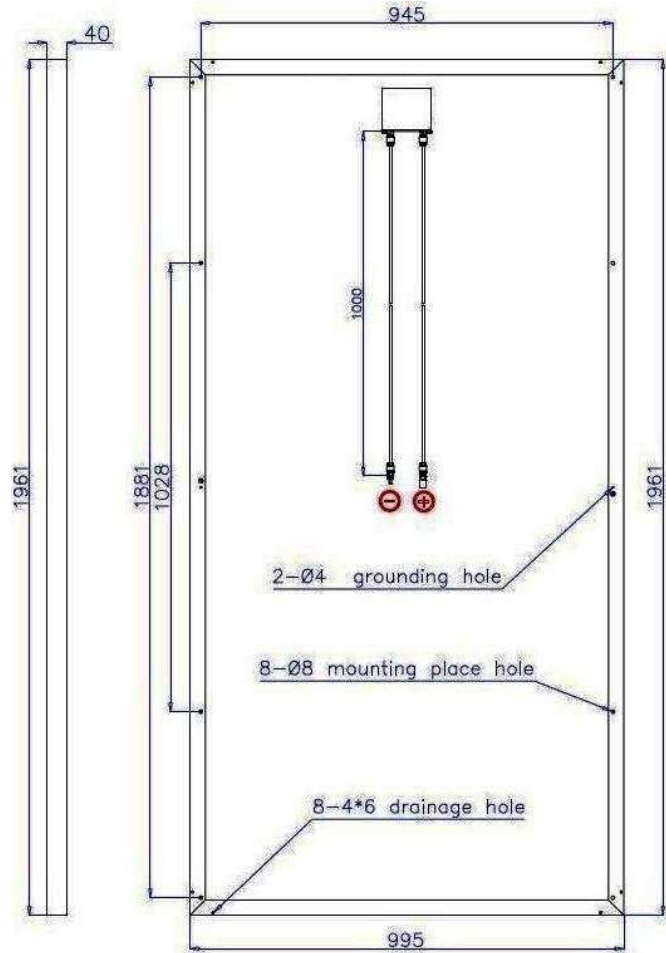 945
40
1000
1961
1881
1028
1961
2-Ø4 grounding hole
8-Ø8 mounting place hole
8-4*6 drainage hole
995